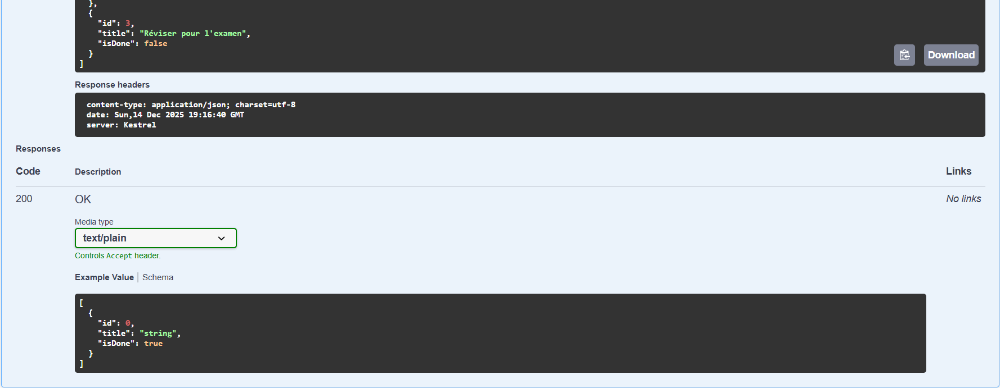 },
{
"id": 3,
"title": "Réviser pour l'examen",
"isDone": false
}
]
Download
Response headers
content-type: application/json; charset=utf-8
date: Sun,14 Dec 2025 19:16:40 GMT
server: Kestrel
Responses
Code Description Links
200 OK No links
Media type
text/plain
Controls Accept header.
Example Value Schema
[
{
"id": 0,
"title": "string",
"isDone": true
}
]